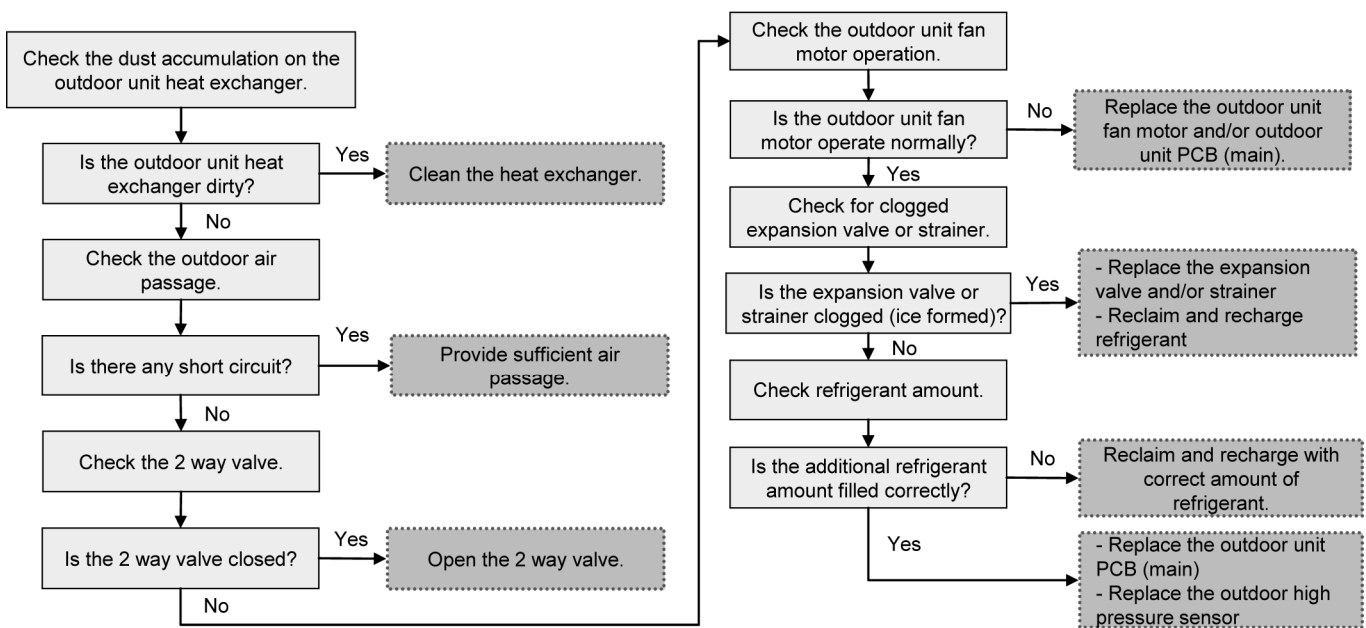 Check the dust accumulation on the
outdoor unit heat exchanger.
Is the outdoor unit heat
exchanger dirty?
Yes
Clean the heat exchanger.
No
Check the outdoor air
passage.
Is there any short circuit?
Yes
Provide sufficient air
passage.
No
Check the 2 way valve.
Is the 2 way valve closed?
Yes
Open the 2 way valve.
No
Check the outdoor unit fan
motor operation.
Is the outdoor unit fan
motor operate normally?
No
Replace the outdoor unit
fan motor and/or outdoor
unit PCB (main).
Yes
Check for clogged
expansion valve or strainer.
Is the expansion valve or
strainer clogged (ice formed)?
Yes
- Replace the expansion
valve and/or strainer
- Reclaim and recharge
refrigerant
No
Check refrigerant amount.
Is the additional refrigerant
amount filled correctly?
No
Reclaim and recharge with
correct amount of
refrigerant.
Yes
- Replace the outdoor unit
PCB (main)
- Replace the outdoor high
pressure sensor